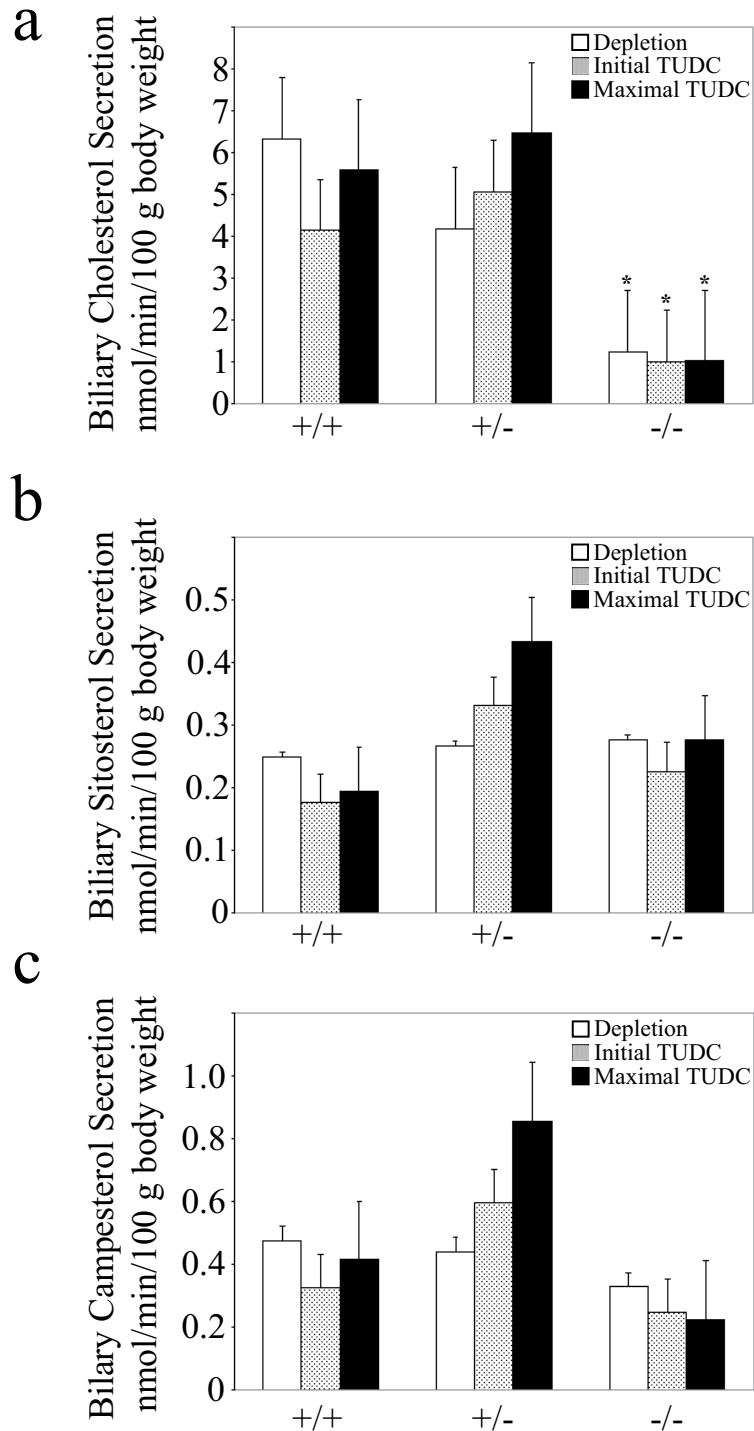 a
Biliary Cholesterol Secretion
nmol/min/100 g body weight
Depletion
Initial TUDC
Maximal TUDC
8
7
6
5
4
3
2
1
0
* * *
+/+ +/- -/-
b
Biliary Sitosterol Secretion
nmol/min/100 g body weight
Depletion
Initial TUDC
Maximal TUDC
0.5
0.4
0.3
0.2
0.1
0
+/+ +/- -/-
c
Bilary Campesterol Secretion
nmol/min/100 g body weight
Depletion
Initial TUDC
Maximal TUDC
1.0
0.8
0.6
0.4
0.2
0
+/+ +/- -/-